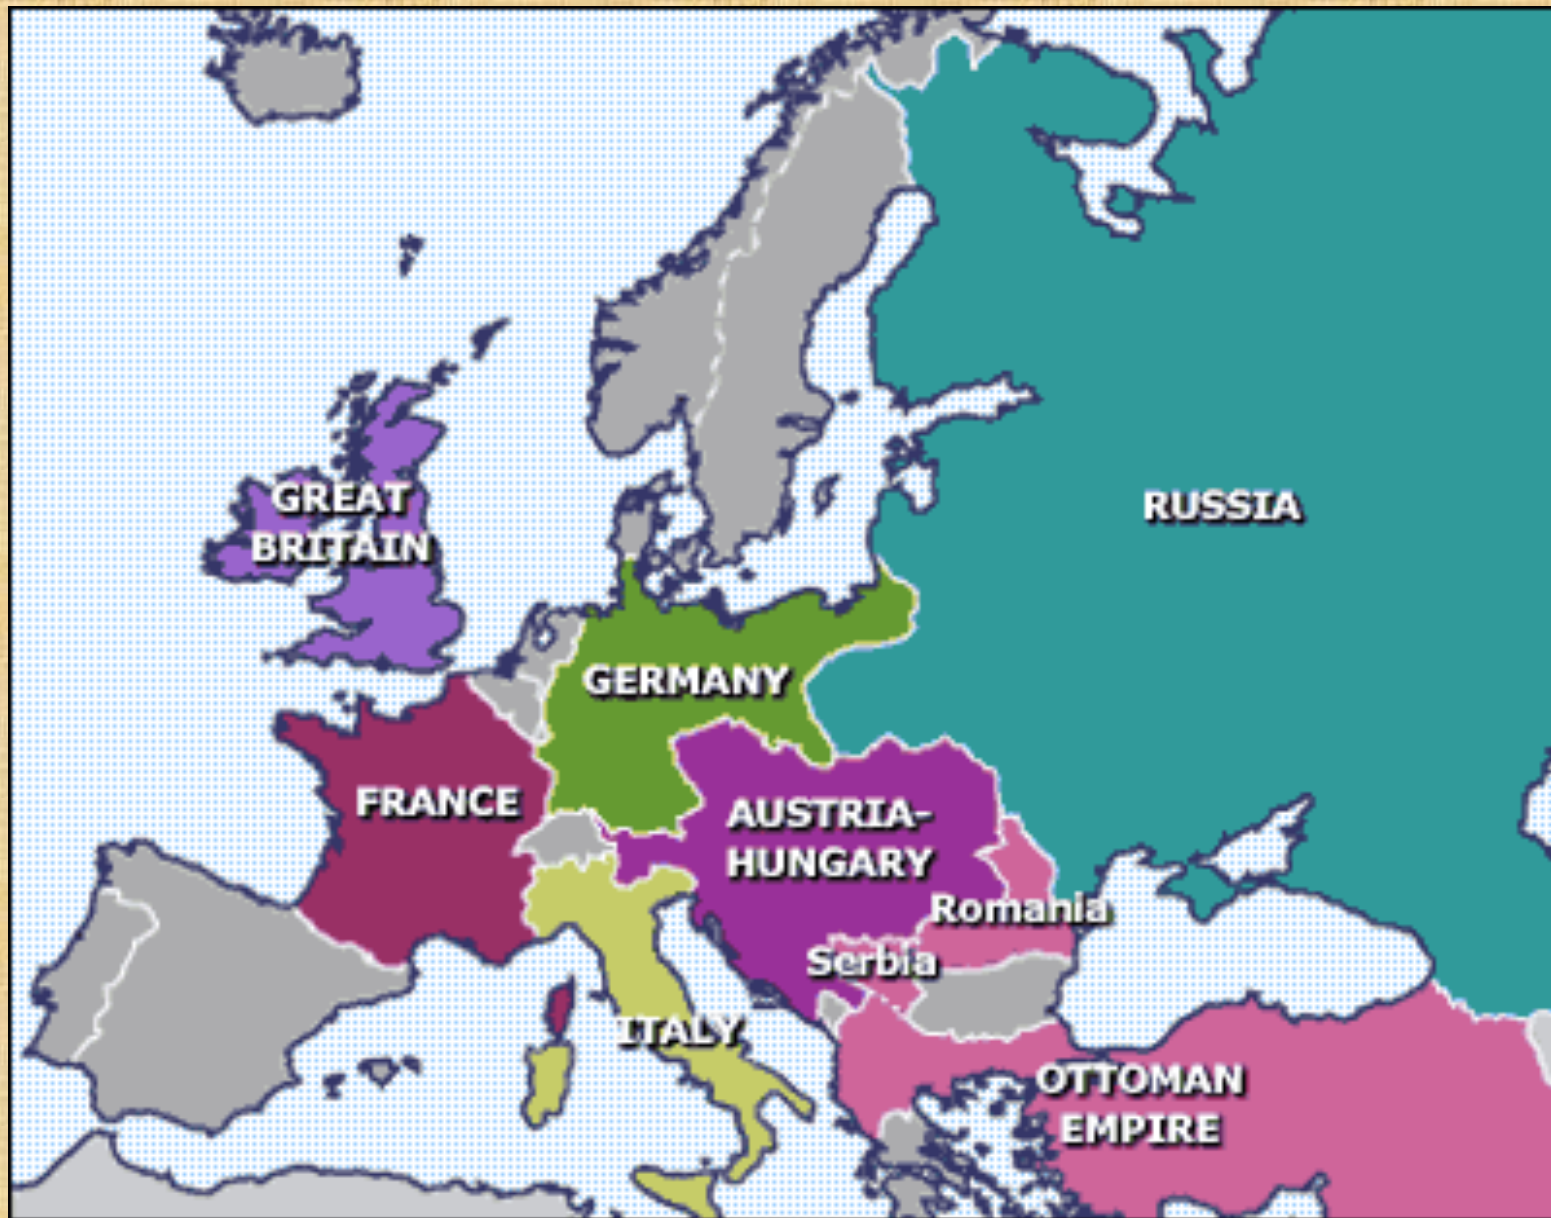 GREAT
BRITAIN
RUSSIA
GERMANY
FRANCE
AUSTRIA-
HUNGARY
Romania
Serbia
ITALY
OTTOMAN
EMPIRE